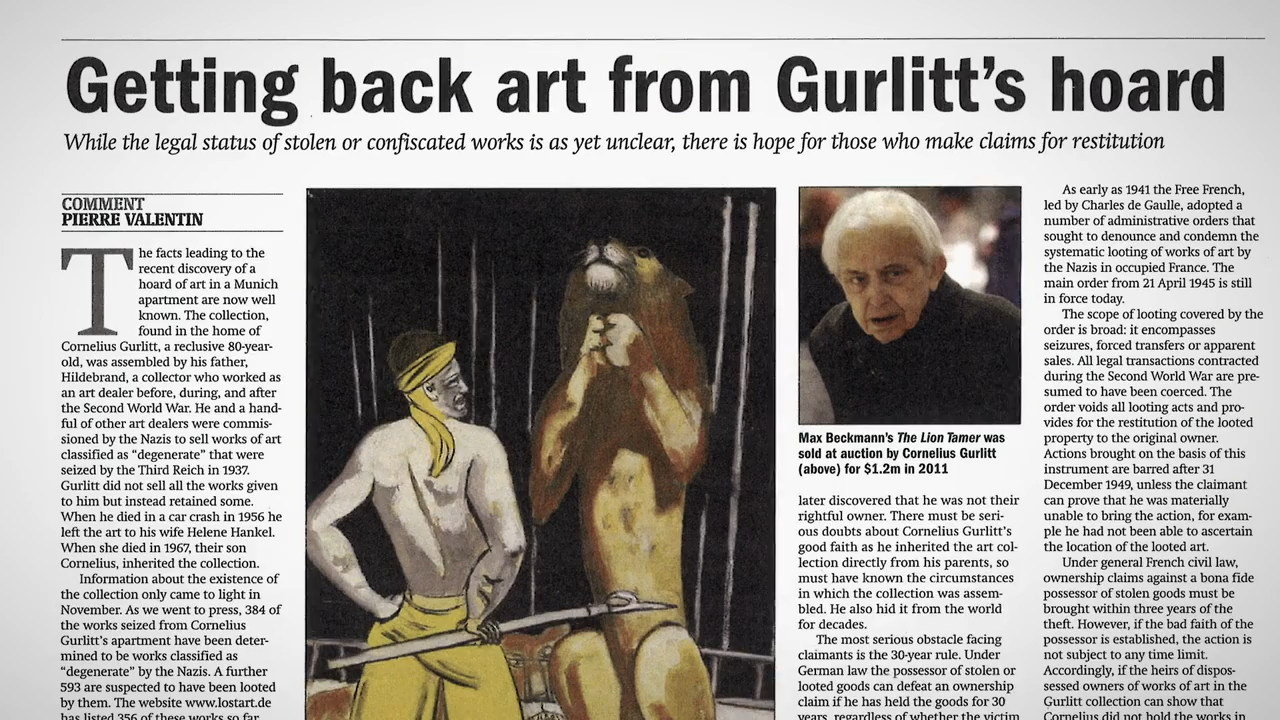 Getting back art from Gurlitt's hoard
While the legal status of stolen or confiscated works is as yet unclear, there is hope for those who make claims for restitution
COMMENT
PIERRE VALENTIN
The facts leading to the
recent discovery of a
hoard of art in a Munich
apartment are now well
known. The collection,
found in the home of
Cornelius Gurlitt, a reclusive 80-year-
old, was assembled by his father,
Hildebrand, a collector who worked as
an art dealer before, during, and after
the Second World War. He and a hand-
ful of other art dealers were commis-
sioned by the Nazis to sell works of art
classified as “degenerate” that were
seized by the Third Reich in 1937.
Gurlitt did not sell all the works given
to him but instead retained some.
When he died in a car crash in 1956 he
left the art to his wife Helene Hankel.
When she died in 1967, their son
Cornelius, inherited the collection.
Information about the existence of
the collection only came to light in
November. As we went to press, 384 of
the works seized from Cornelius
Gurlitt's apartment have been deter-
mined to be works classified as
“degenerate” by the Nazis. A further
593 are suspected to have been looted
by them. The website www.lostart.de
has listed 356 of these works so far
Max Beckmann's The Lion Tamer was
sold at auction by Cornelius Gurlitt
(above) for $1.2m in 2011
later discovered that he was not their
rightful owner. There must be seri-
ous doubts about Cornelius Gurlitt's
good faith as he inherited the art col-
lection directly from his parents, so
must have known the circumstances
in which the collection was assem-
bled. He also hid it from the world
for decades.
The most serious obstacle facing
claimants is the 30-year rule. Under
German law the possessor of stolen or
looted goods can defeat an ownership
claim if he has held the goods for 30
years, regardless of whether the victim
As early as 1941 the Free French,
led by Charles de Gaulle, adopted a
number of administrative orders that
sought to denounce and condemn the
systematic looting of works of art by
the Nazis in occupied France. The
main order from 21 April 1945 is still
in force today.
The scope of looting covered by the
order is broad: it encompasses
seizures, forced transfers or apparent
sales. All legal transactions contracted
during the Second World War are pre-
sumed to have been coerced. The
order voids all looting acts and pro-
vides for the restitution of the looted
property to the original owner.
Actions brought on the basis of this
instrument are barred after 31
December 1949, unless the claimant
can prove that he was materially
unable to bring the action, for exam-
ple he had not been able to ascertain
the location of the looted art.
Under general French civil law,
ownership claims against a bona fide
possessor of stolen goods must be
brought within three years of the
theft. However, if the bad faith of the
possessor is established, the action is
not subject to any time limit.
Accordingly, if the heirs of dispos-
sessed owners of works of art in the
Gurlitt collection can show that
Cornelius did not hold the works in